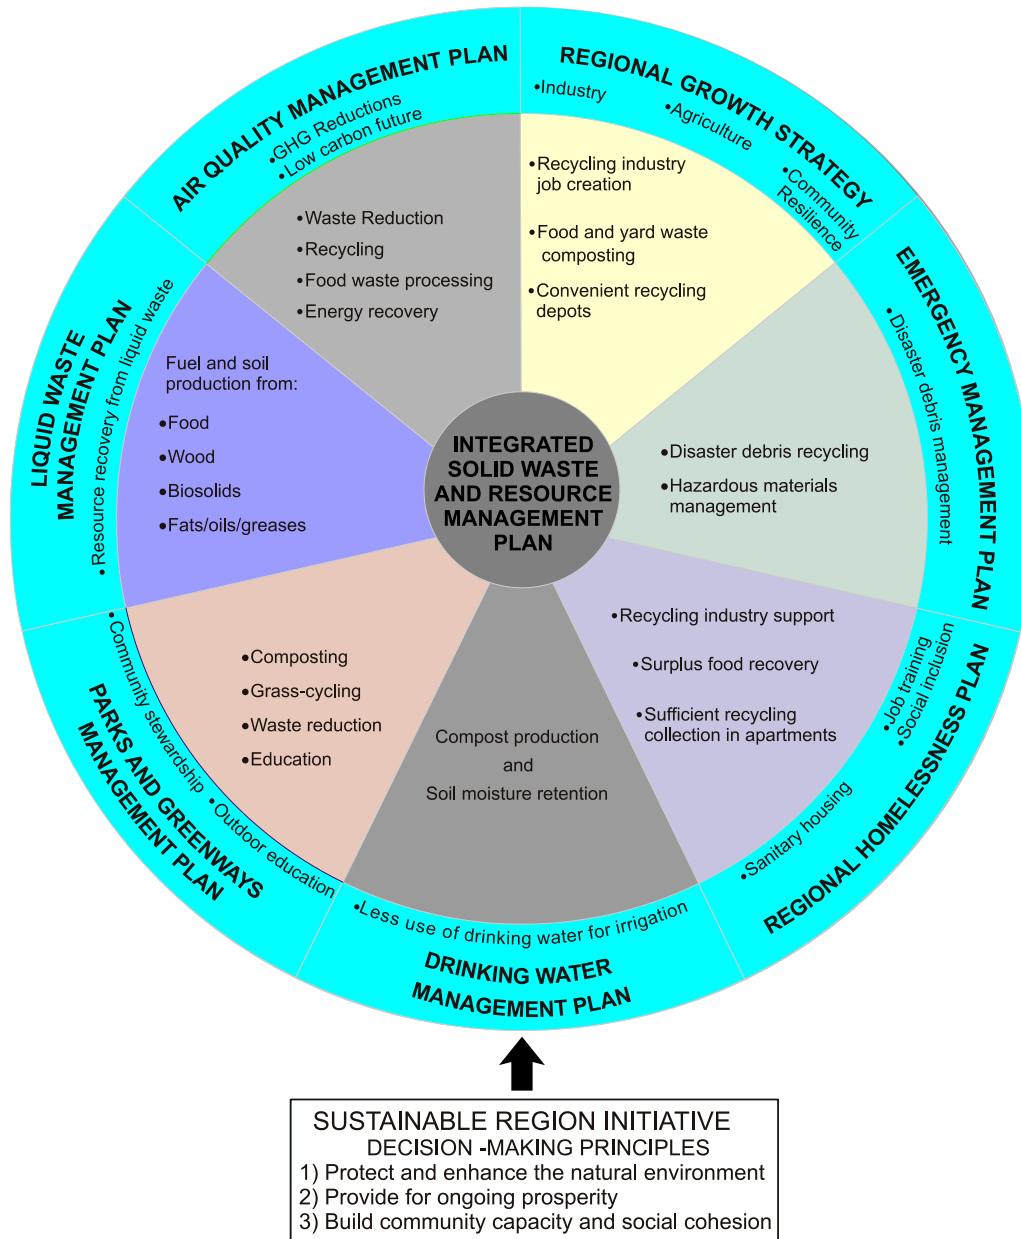 AIR QUALITY MANAGEMENT PLAN
•GHG Reductions
•Low carbon future
•Waste Reduction
•Recycling
•Food waste processing
•Energy recovery
REGIONAL GROWTH STRATEGY
•Industry
•Agriculture
•Community
Resilience
•Recycling industry
job creation
•Food and yard waste
composting
•Convenient recycling
depots
EMERGENCY MANAGEMENT PLAN
•Disaster debris management
•Disaster debris recycling
•Hazardous materials
management
REGIONAL HOMELESSNESS PLAN
•Job training
•Social inclusion
•Sanitary housing
•Recycling industry support
•Surplus food recovery
•Sufficient recycling
collection in apartments
DRINKING WATER
MANAGEMENT PLAN
•Less use of drinking water for irrigation
Compost production
and
Soil moisture retention
PARKS AND GREENWAYS
MANAGEMENT PLAN
•Community stewardship
•Outdoor education
•Composting
•Grass-cycling
•Waste reduction
•Education
LIQUID WASTE
MANAGEMENT PLAN
•Resource recovery from liquid waste
Fuel and soil
production from:
•Food
•Wood
•Biosolids
•Fats/oils/greases
INTEGRATED
SOLID WASTE
AND RESOURCE
MANAGEMENT
PLAN
SUSTAINABLE REGION INITIATIVE
DECISION -MAKING PRINCIPLES
1) Protect and enhance the natural environment
2) Provide for ongoing prosperity
3) Build community capacity and social cohesion